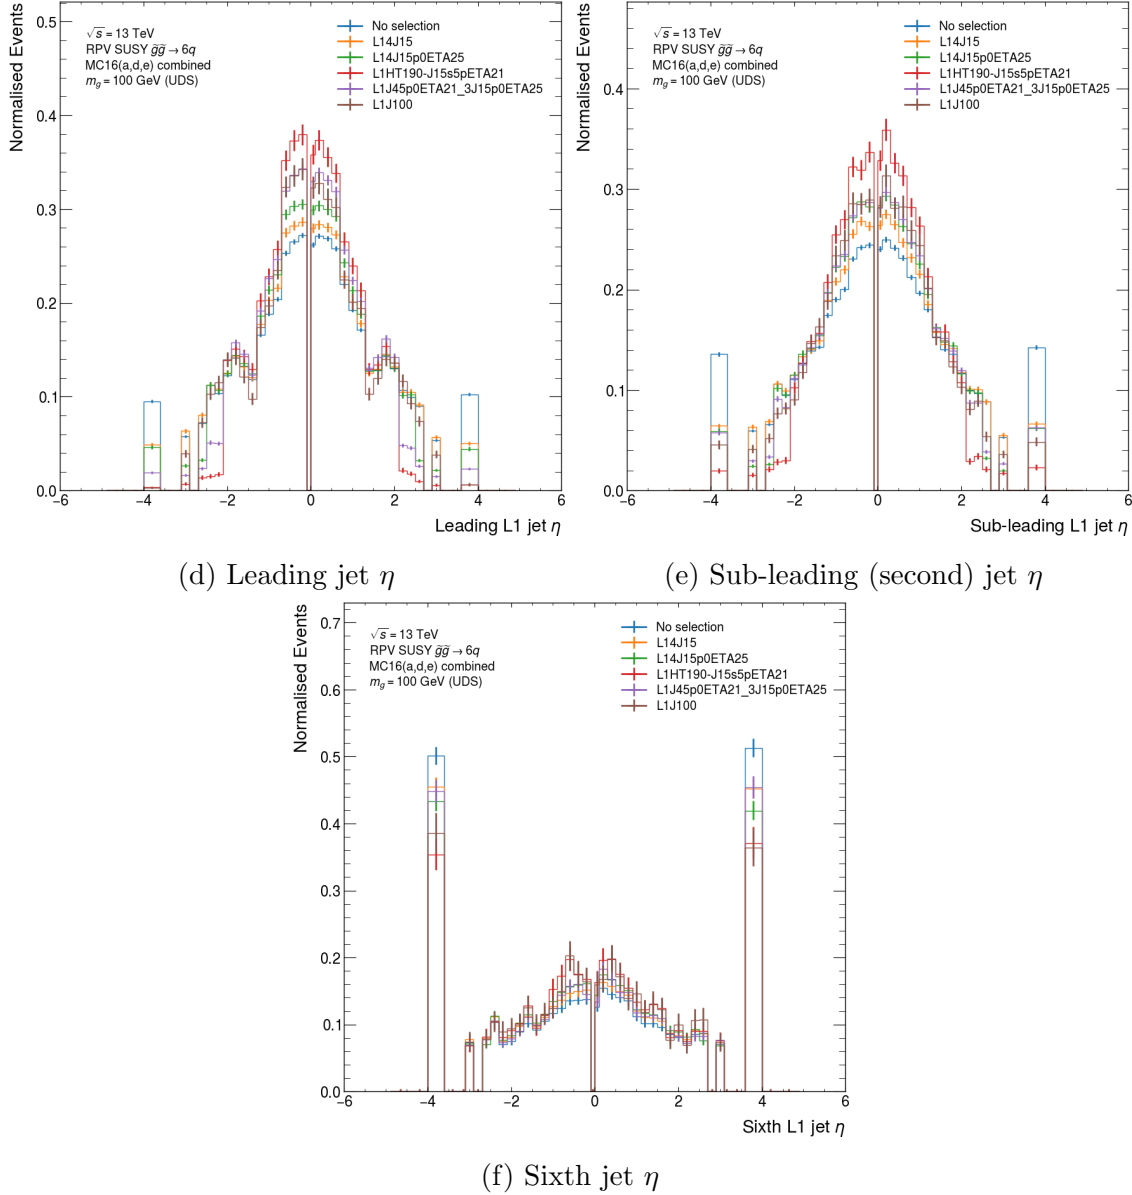 Normalised Events
0.5
0.4
0.3
0.2
0.1
0.0
√s = 13 TeV
RPV SUSY g̃g̃ → 6q
MC16(a,d,e) combined
m_g = 100 GeV (UDS)
No selection
L14J15
L14J15p0ETA25
L1HT190-J15s5pETA21
L1J45p0ETA21_3J15p0ETA25
L1J100
−6 −4 −2 0 2 4 6
Leading L1 jet η
(d) Leading jet η
Normalised Events
0.4
0.3
0.2
0.1
0.0
√s = 13 TeV
RPV SUSY g̃g̃ → 6q
MC16(a,d,e) combined
m_g = 100 GeV (UDS)
No selection
L14J15
L14J15p0ETA25
L1HT190-J15s5pETA21
L1J45p0ETA21_3J15p0ETA25
L1J100
−6 −4 −2 0 2 4 6
Sub-leading L1 jet η
(e) Sub-leading (second) jet η
Normalised Events
0.7
0.6
0.5
0.4
0.3
0.2
0.1
0.0
√s = 13 TeV
RPV SUSY g̃g̃ → 6q
MC16(a,d,e) combined
m_g = 100 GeV (UDS)
No selection
L14J15
L14J15p0ETA25
L1HT190-J15s5pETA21
L1J45p0ETA21_3J15p0ETA25
L1J100
−6 −4 −2 0 2 4 6
Sixth L1 jet η
(f) Sixth jet η